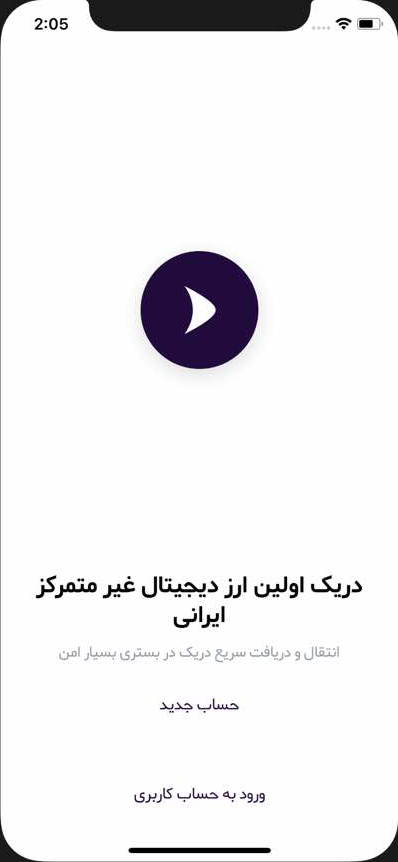 2:05
دریک اولین ارز دیجیتال غیر متمرکز
ایرانی
انتقال و دریافت سریع دریک در بستری بسیار امن
حساب جدید
ورود به حساب کاربری